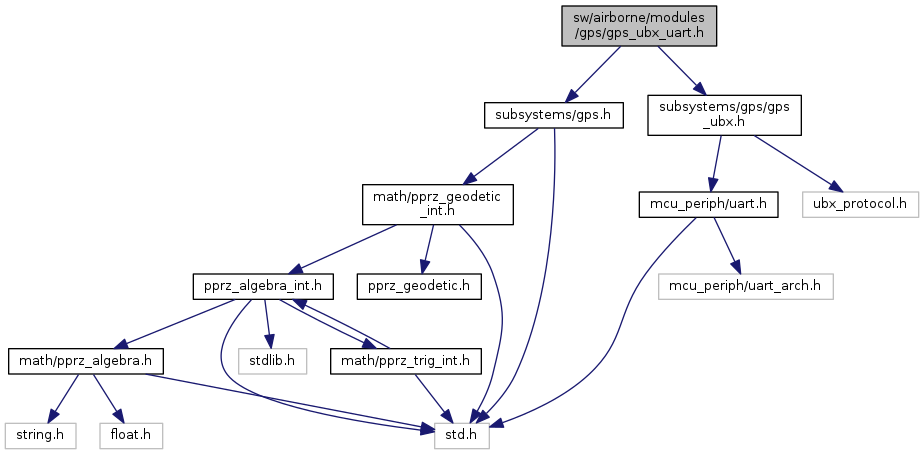 sw/airborne/modules
/gps/gps_ubx_uart.h
subsystems/gps.h
subsystems/gps/gps
_ubx.h
math/pprz_geodetic
_int.h
mcu_periph/uart.h
ubx_protocol.h
pprz_algebra_int.h
pprz_geodetic.h
mcu_periph/uart_arch.h
math/pprz_algebra.h
stdlib.h
math/pprz_trig_int.h
string.h
float.h
std.h